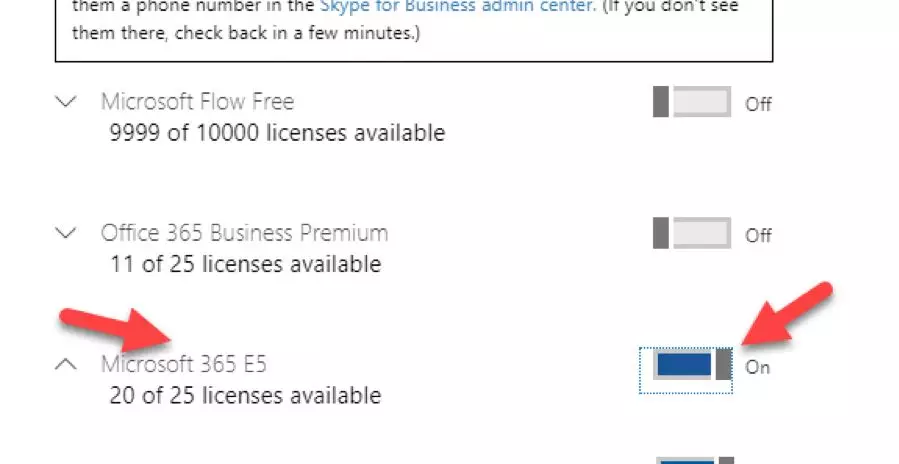 them a phone number in the Skype for Business admin center. (If you don't see
them there, check back in a few minutes.)
Microsoft Flow Free
Off
9999 of 10000 licenses available
Office 365 Business Premium
Off
11 of 25 licenses available
Microsoft 365 E5
On
20 of 25 licenses available